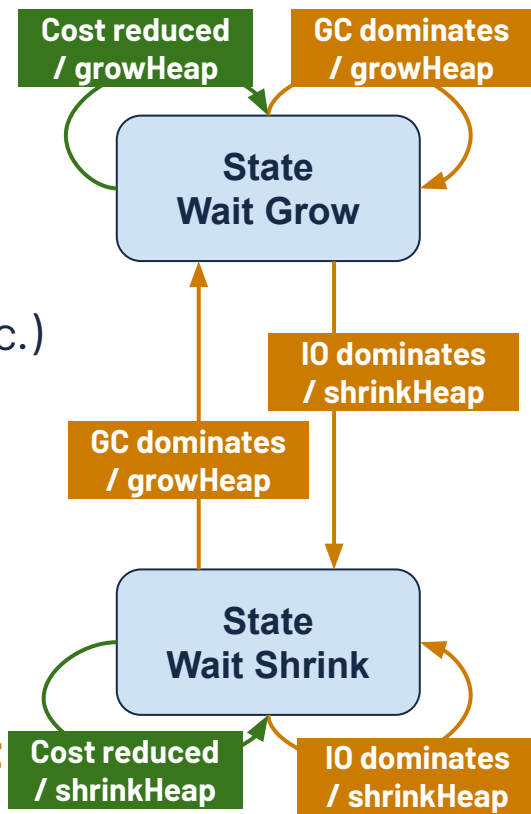 Cost reduced
/ growHeap
GC dominates
/ growHeap
State
Wait Grow
c.)
IO dominates
/ shrinkHeap
GC dominates
/ growHeap
State
Wait Shrink
Cost reduced
/ shrinkHeap
IO dominates
/ shrinkHeap